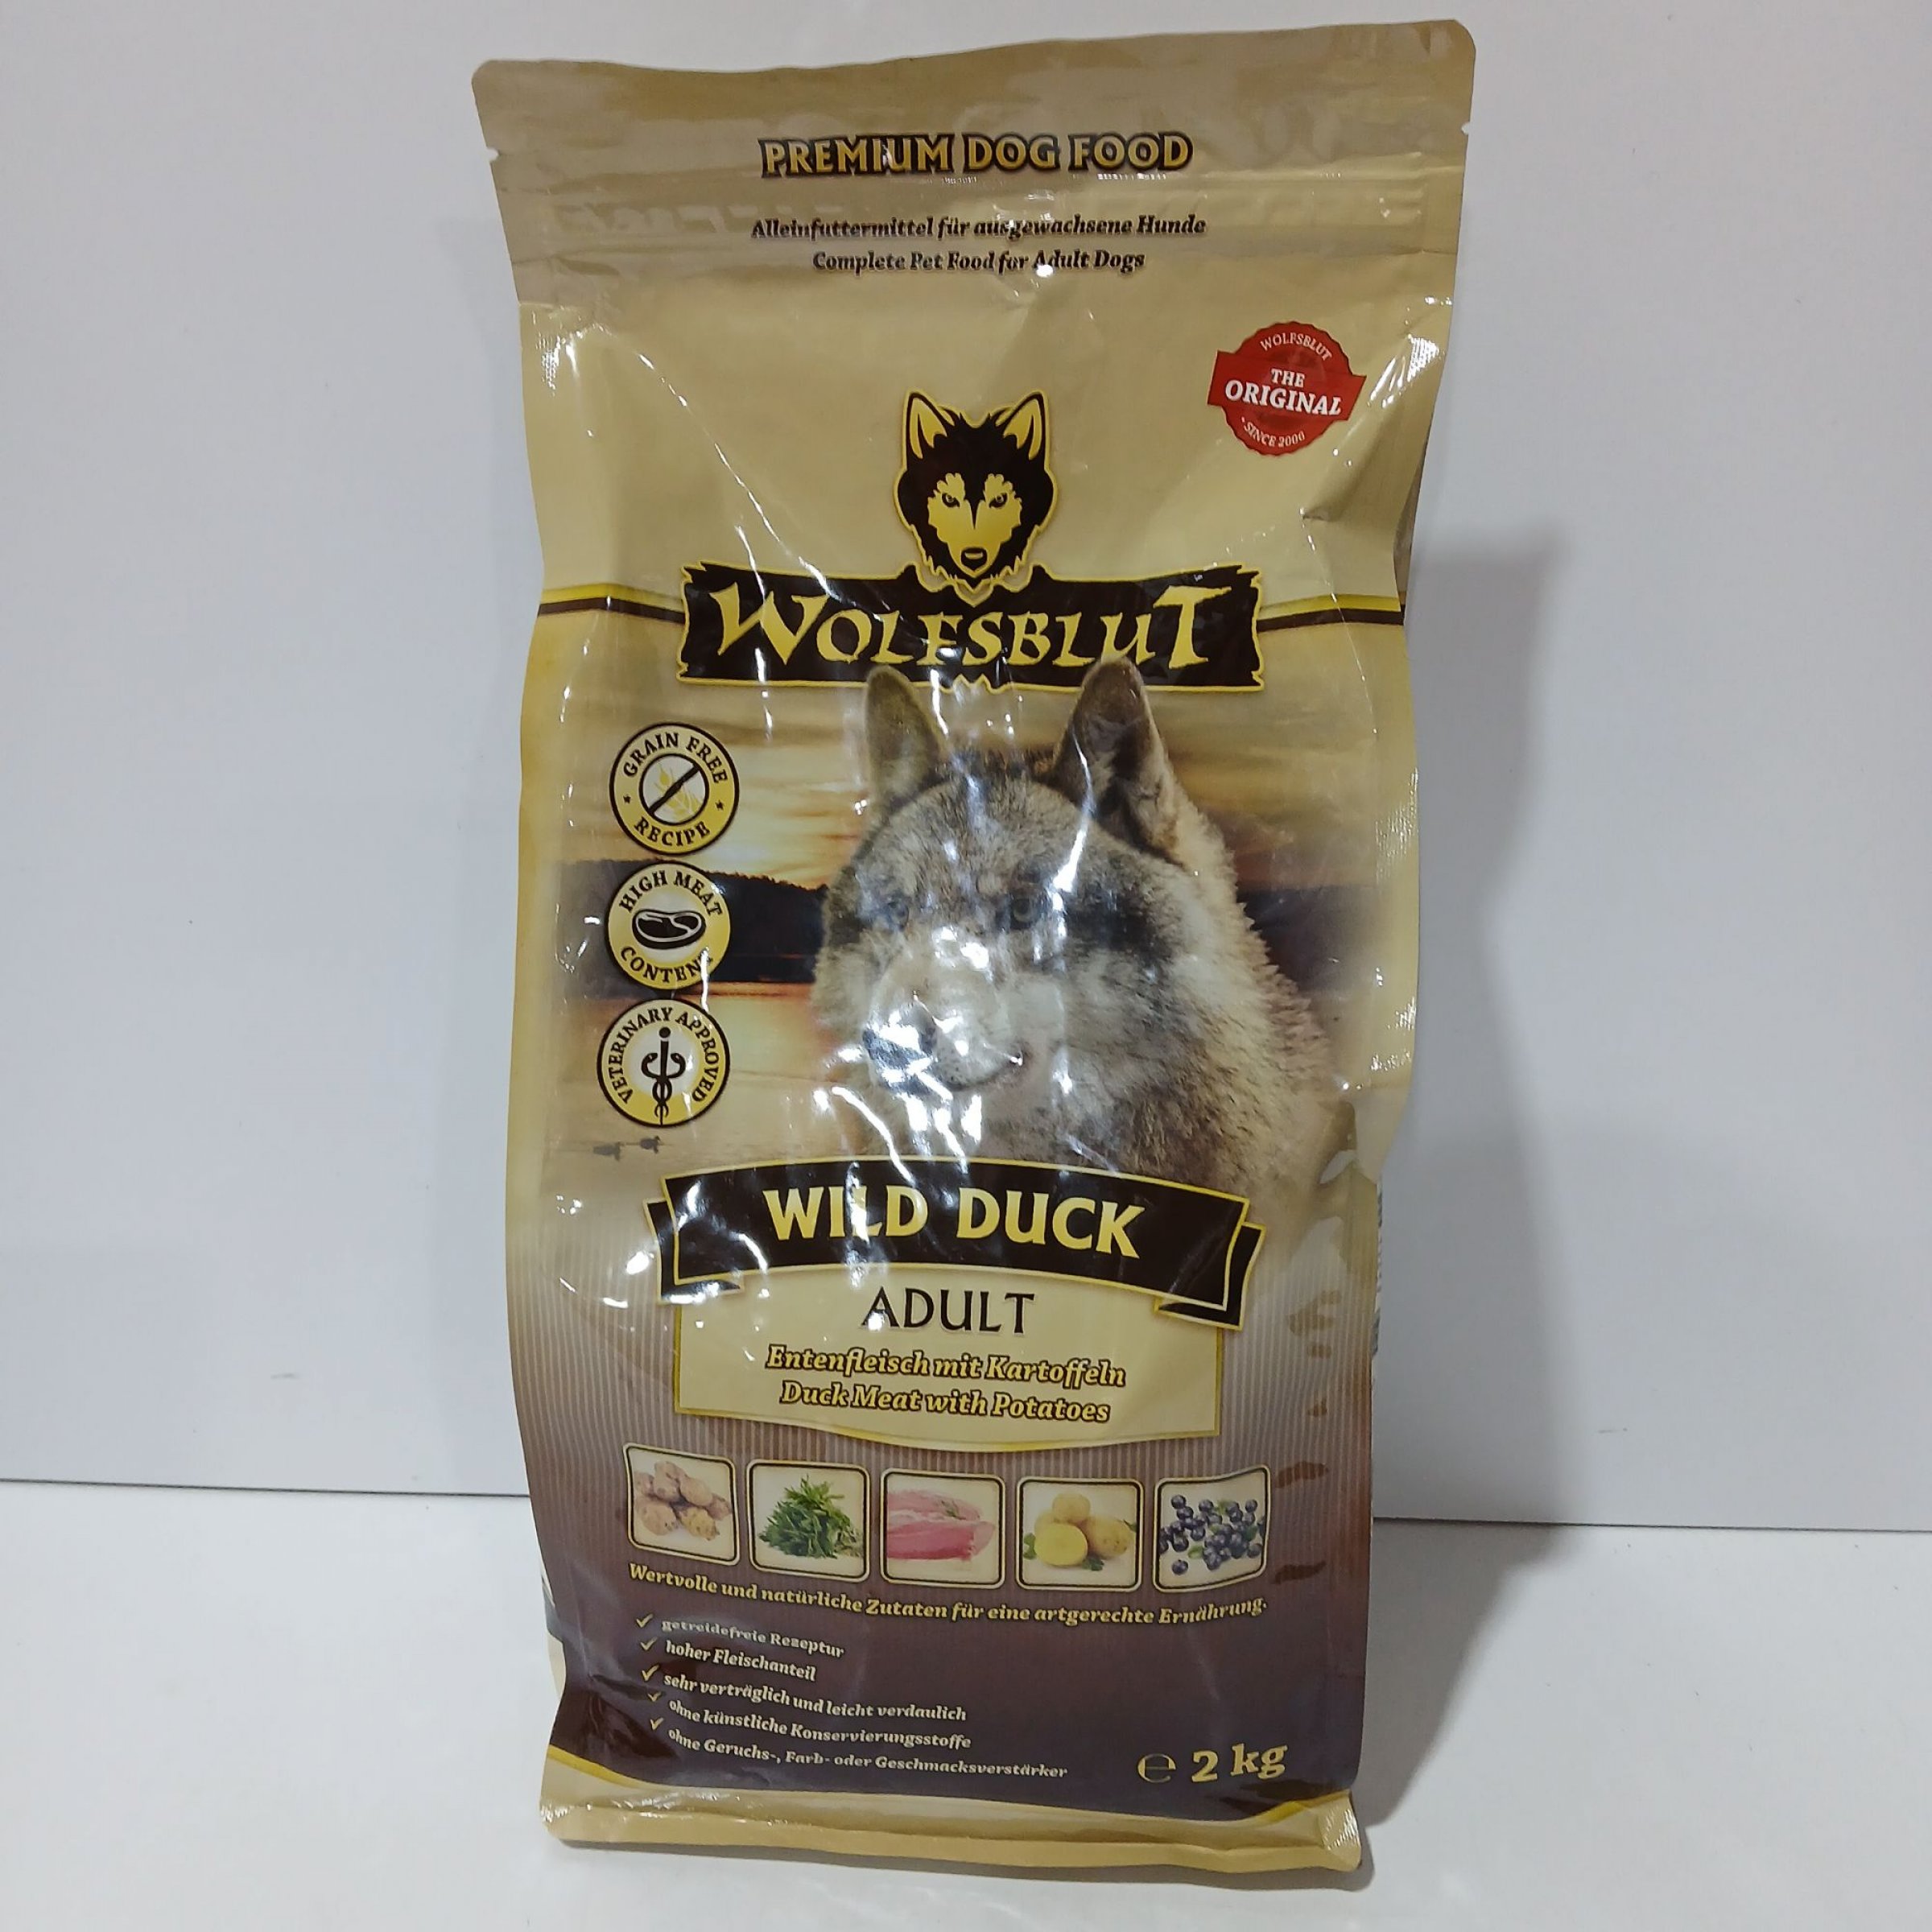 PREMIUM DOG FOOD
Alleinfuttermittel für ausgewachsene Hunde
Complete Pet Food for Adult Dogs
WOLFSBLUT
THE
ORIGINAL
· SINCE 2000
WOLFSBLUT
GRAIN FREE
RECIPE
HIGH MEAT
CONTENT
VETERINARY APPROVED
WILD DUCK
ADULT
Entenfleisch mit Kartoffeln
Duck Meat with Potatoes
Wertvolle und natürliche Zutaten für eine artgerechte Ernährung.
✓ getreidefreie Rezeptur
✓ hoher Fleischanteil
✓ sehr verträglich und leicht verdaulich
✓ ohne künstliche Konservierungsstoffe
✓ ohne Geruchs-, Farb- oder Geschmacksverstärker
℮ 2 kg